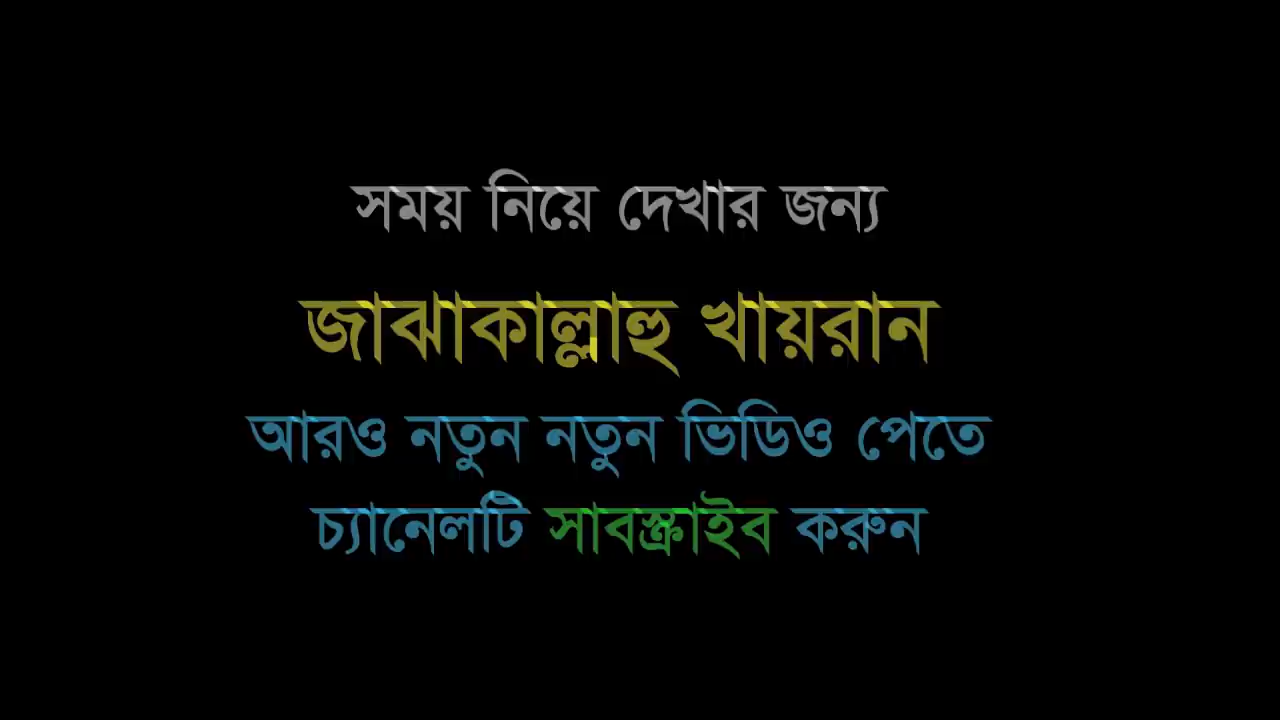 সময় নিয়ে দেখার জন্য
জাঝাকাল্লাহু খায়রান
আরও নতুন নতুন ভিডিও পেতে
চ্যানেলটি সাবস্ক্রাইব করুন